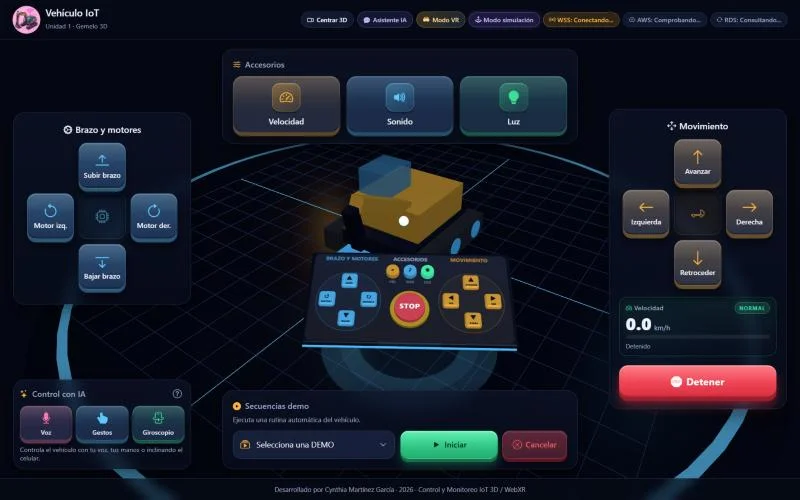 Vehículo IoT
Unidad 1 · Gemelo 3D
Centrar 3D
Asistente IA
Modo VR
Modo simulación
WSS: Conectando...
AWS: Comprobando...
RDS: Consultando...
Accesorios
Velocidad
Sonido
Luz
Brazo y motores
Subir brazo
Motor izq.
Motor der.
Bajar brazo
Movimiento
Avanzar
Izquierda
Derecha
Retroceder
Velocidad
NORMAL
0.0 km/h
Detenido
Detener
BRAZO Y MOTORES
ACCESORIOS
MOVIMIENTO
STOP
Control con IA
Voz
Gestos
Giroscopio
Controla el vehículo con tu voz, tus manos o inclinando el
celular.
Secuencias demo
Ejecuta una rutina automática del vehículo.
Selecciona una DEMO
Iniciar
Cancelar
Desarrollado por Cynthia Martínez García · 2026 · Control y Monitoreo IoT 3D / WebXR